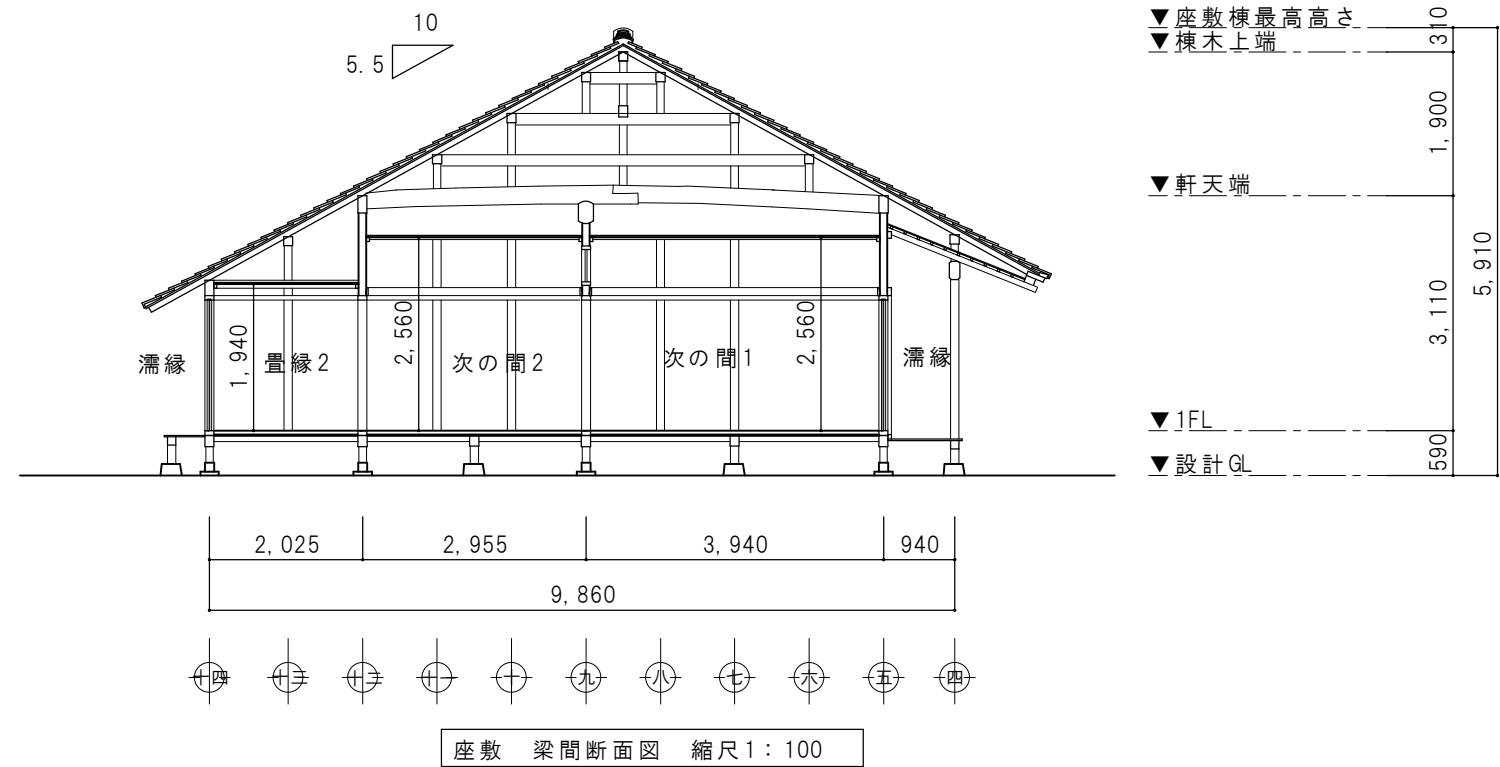 10
5.5
▼座敷棟最高高さ
310
▼棟木上端
1,900
▼軒天端
3,110
5,910
▼1FL
590
▼設計GL
濡縁
1,940
畳縁2
2,560
次の間2
次の間1
2,560
濡縁
2,025
2,955
3,940
940
9,860
十四
十三
十二
十一
十
九
八
七
六
五
四
座敷 梁間断面図 縮尺1：100